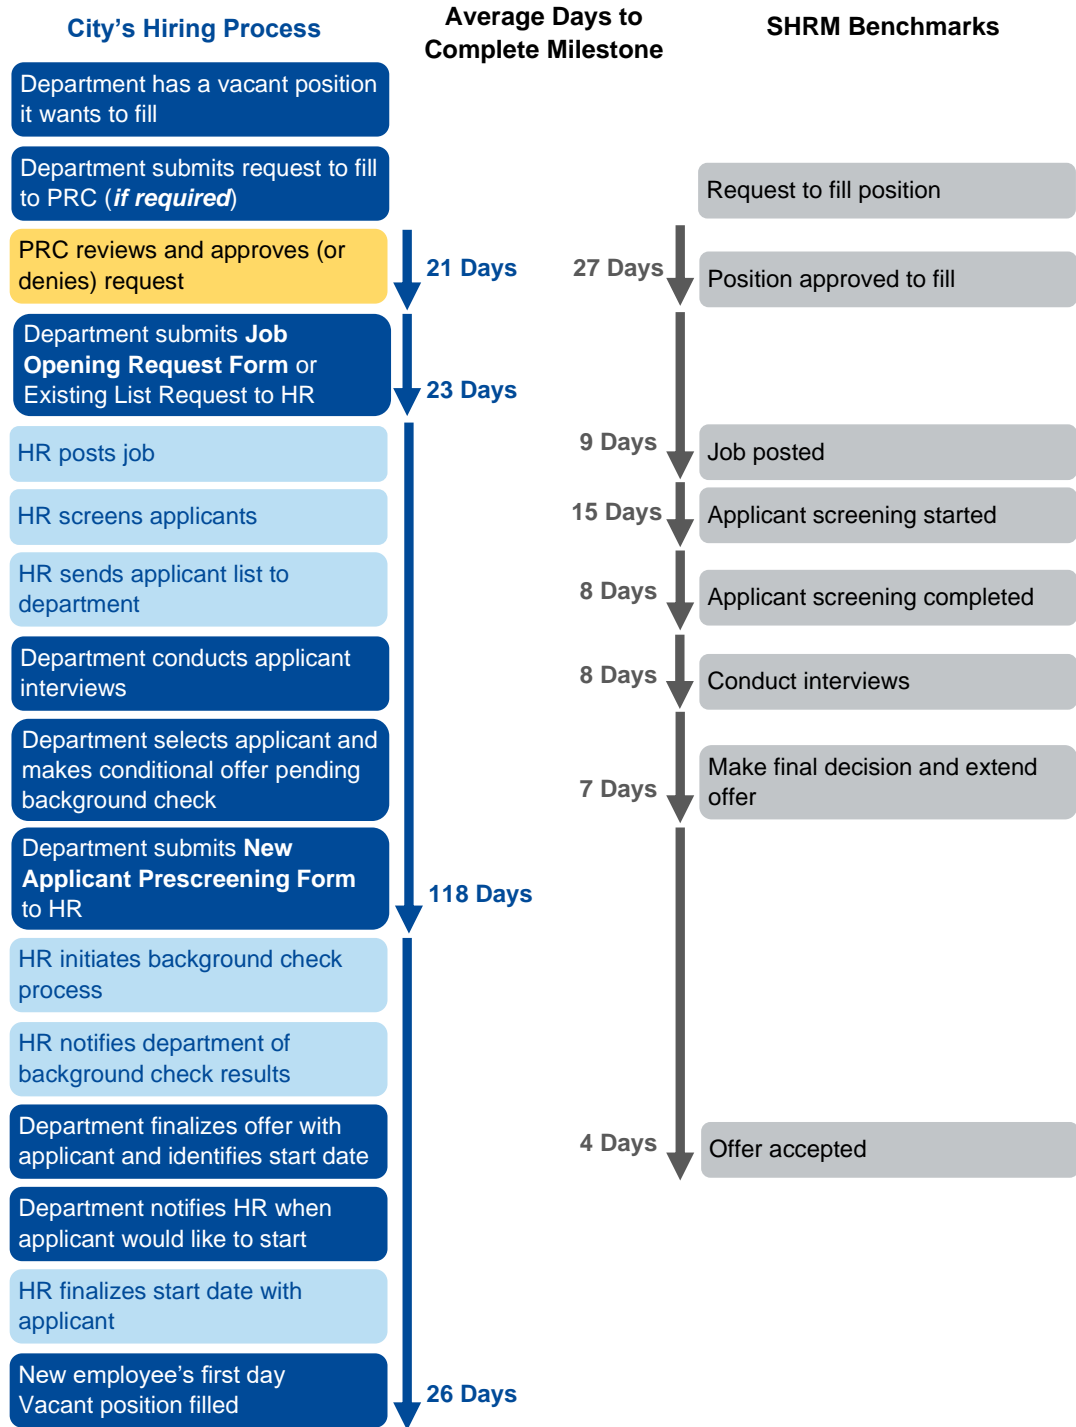 City's Hiring Process
Average Days to
Complete Milestone
SHRM Benchmarks
Department has a vacant position
it wants to fill
Department submits request to fill
to PRC (if required)
Request to fill position
PRC reviews and approves (or
denies) request
21 Days
27 Days
Position approved to fill
Department submits Job
Opening Request Form or
Existing List Request to HR
23 Days
HR posts job
9 Days
Job posted
HR screens applicants
15 Days
Applicant screening started
HR sends applicant list to
department
8 Days
Applicant screening completed
Department conducts applicant
interviews
8 Days
Conduct interviews
Department selects applicant and
makes conditional offer pending
background check
7 Days
Make final decision and extend
offer
Department submits New
Applicant Prescreening Form
to HR
118 Days
HR initiates background check
process
HR notifies department of
background check results
Department finalizes offer with
applicant and identifies start date
4 Days
Offer accepted
Department notifies HR when
applicant would like to start
HR finalizes start date with
applicant
New employee's first day
Vacant position filled
26 Days